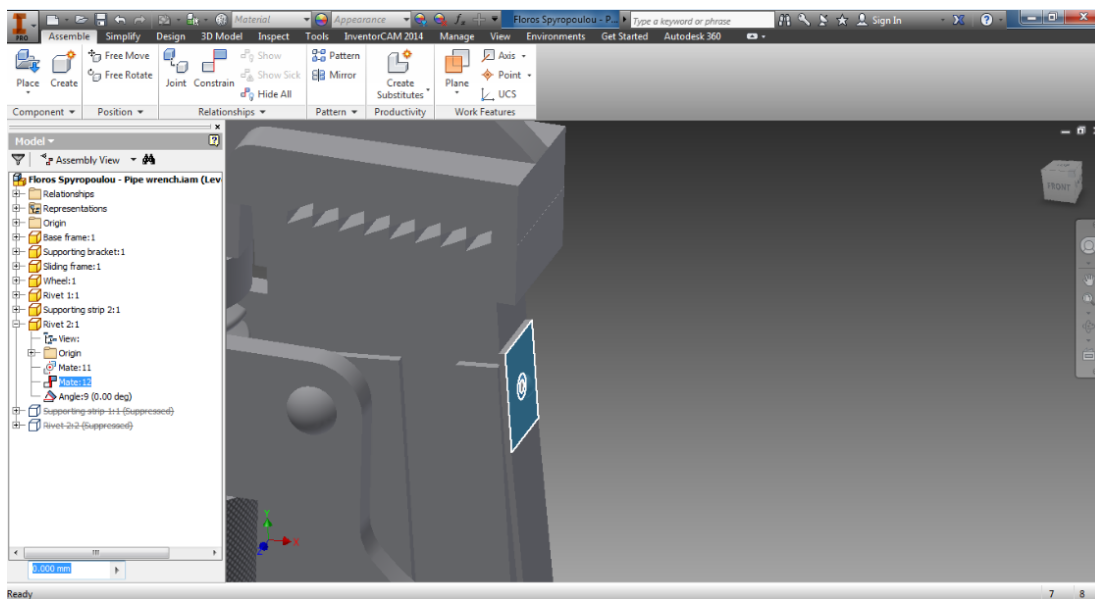 Material
Appearance
Floros Spyropoulou - P...
Type a keyword or phrase
Sign In
PRO
Assemble Simplify Design 3D Model Inspect Tools InventorCAM 2014 Manage View Environments Get Started Autodesk 360
Place
Create
Free Move
Free Rotate
Joint
Constrain
Show
Show Sick
Hide All
Pattern
Mirror
Create
Substitutes
Plane
Axis
Point
UCS
Component Position Relationships Pattern Productivity Work Features
Model
Assembly View
Floros Spyropoulou - Pipe wrench.iam (Lev
Relationships
Representations
Origin
Base frame:1
Supporting bracket:1
Sliding frame:1
Wheel:1
Rivet 1:1
Supporting strip 2:1
Rivet 2:1
View:
Origin
Mate:11
Mate:12
Angle:9 (0.00 deg)
Supporting strip 1:1 (Suppressed)
Rivet 2:2 (Suppressed)
0.000 mm
FRONT
Y
X
Z
Ready
7 8